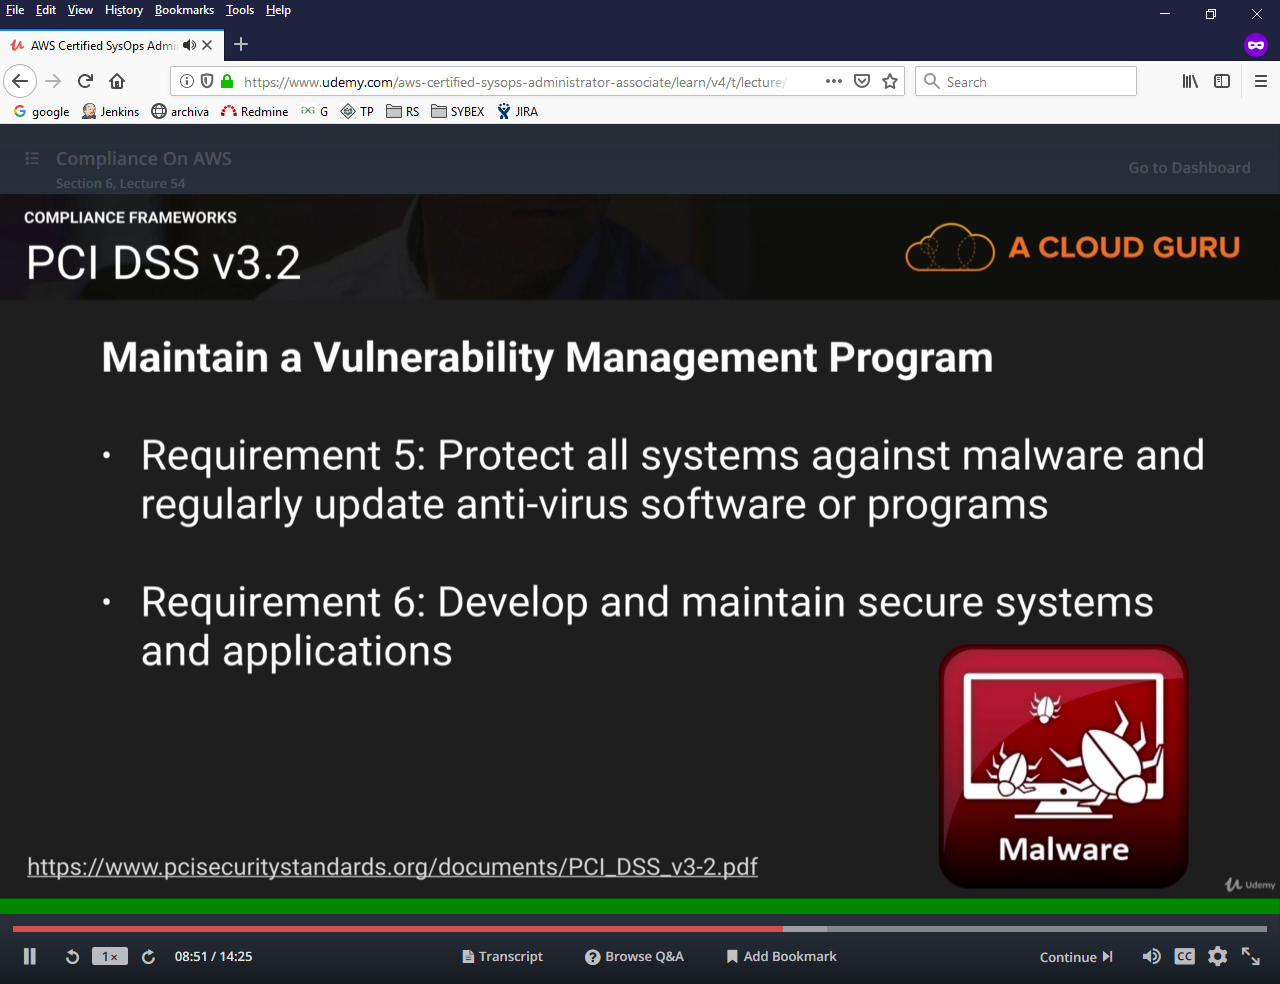 File Edit View History Bookmarks Tools Help
AWS Certified SysOps Admi
https://www.udemy.com/aws-certified-sysops-administrator-associate/learn/v4/t/lecture/
Search
google Jenkins archiva Redmine G TP RS SYBEX JIRA
Compliance On AWS
Section 6, Lecture 54
Go to Dashboard
COMPLIANCE FRAMEWORKS
PCI DSS v3.2
A CLOUD GURU
Maintain a Vulnerability Management Program
• Requirement 5: Protect all systems against malware and
regularly update anti-virus software or programs
• Requirement 6: Develop and maintain secure systems
and applications
Malware
https://www.pcisecuritystandards.org/documents/PCI_DSS_v3-2.pdf
Udemy
1x
08:51 / 14:25
Transcript
Browse Q&A
Add Bookmark
Continue
CC